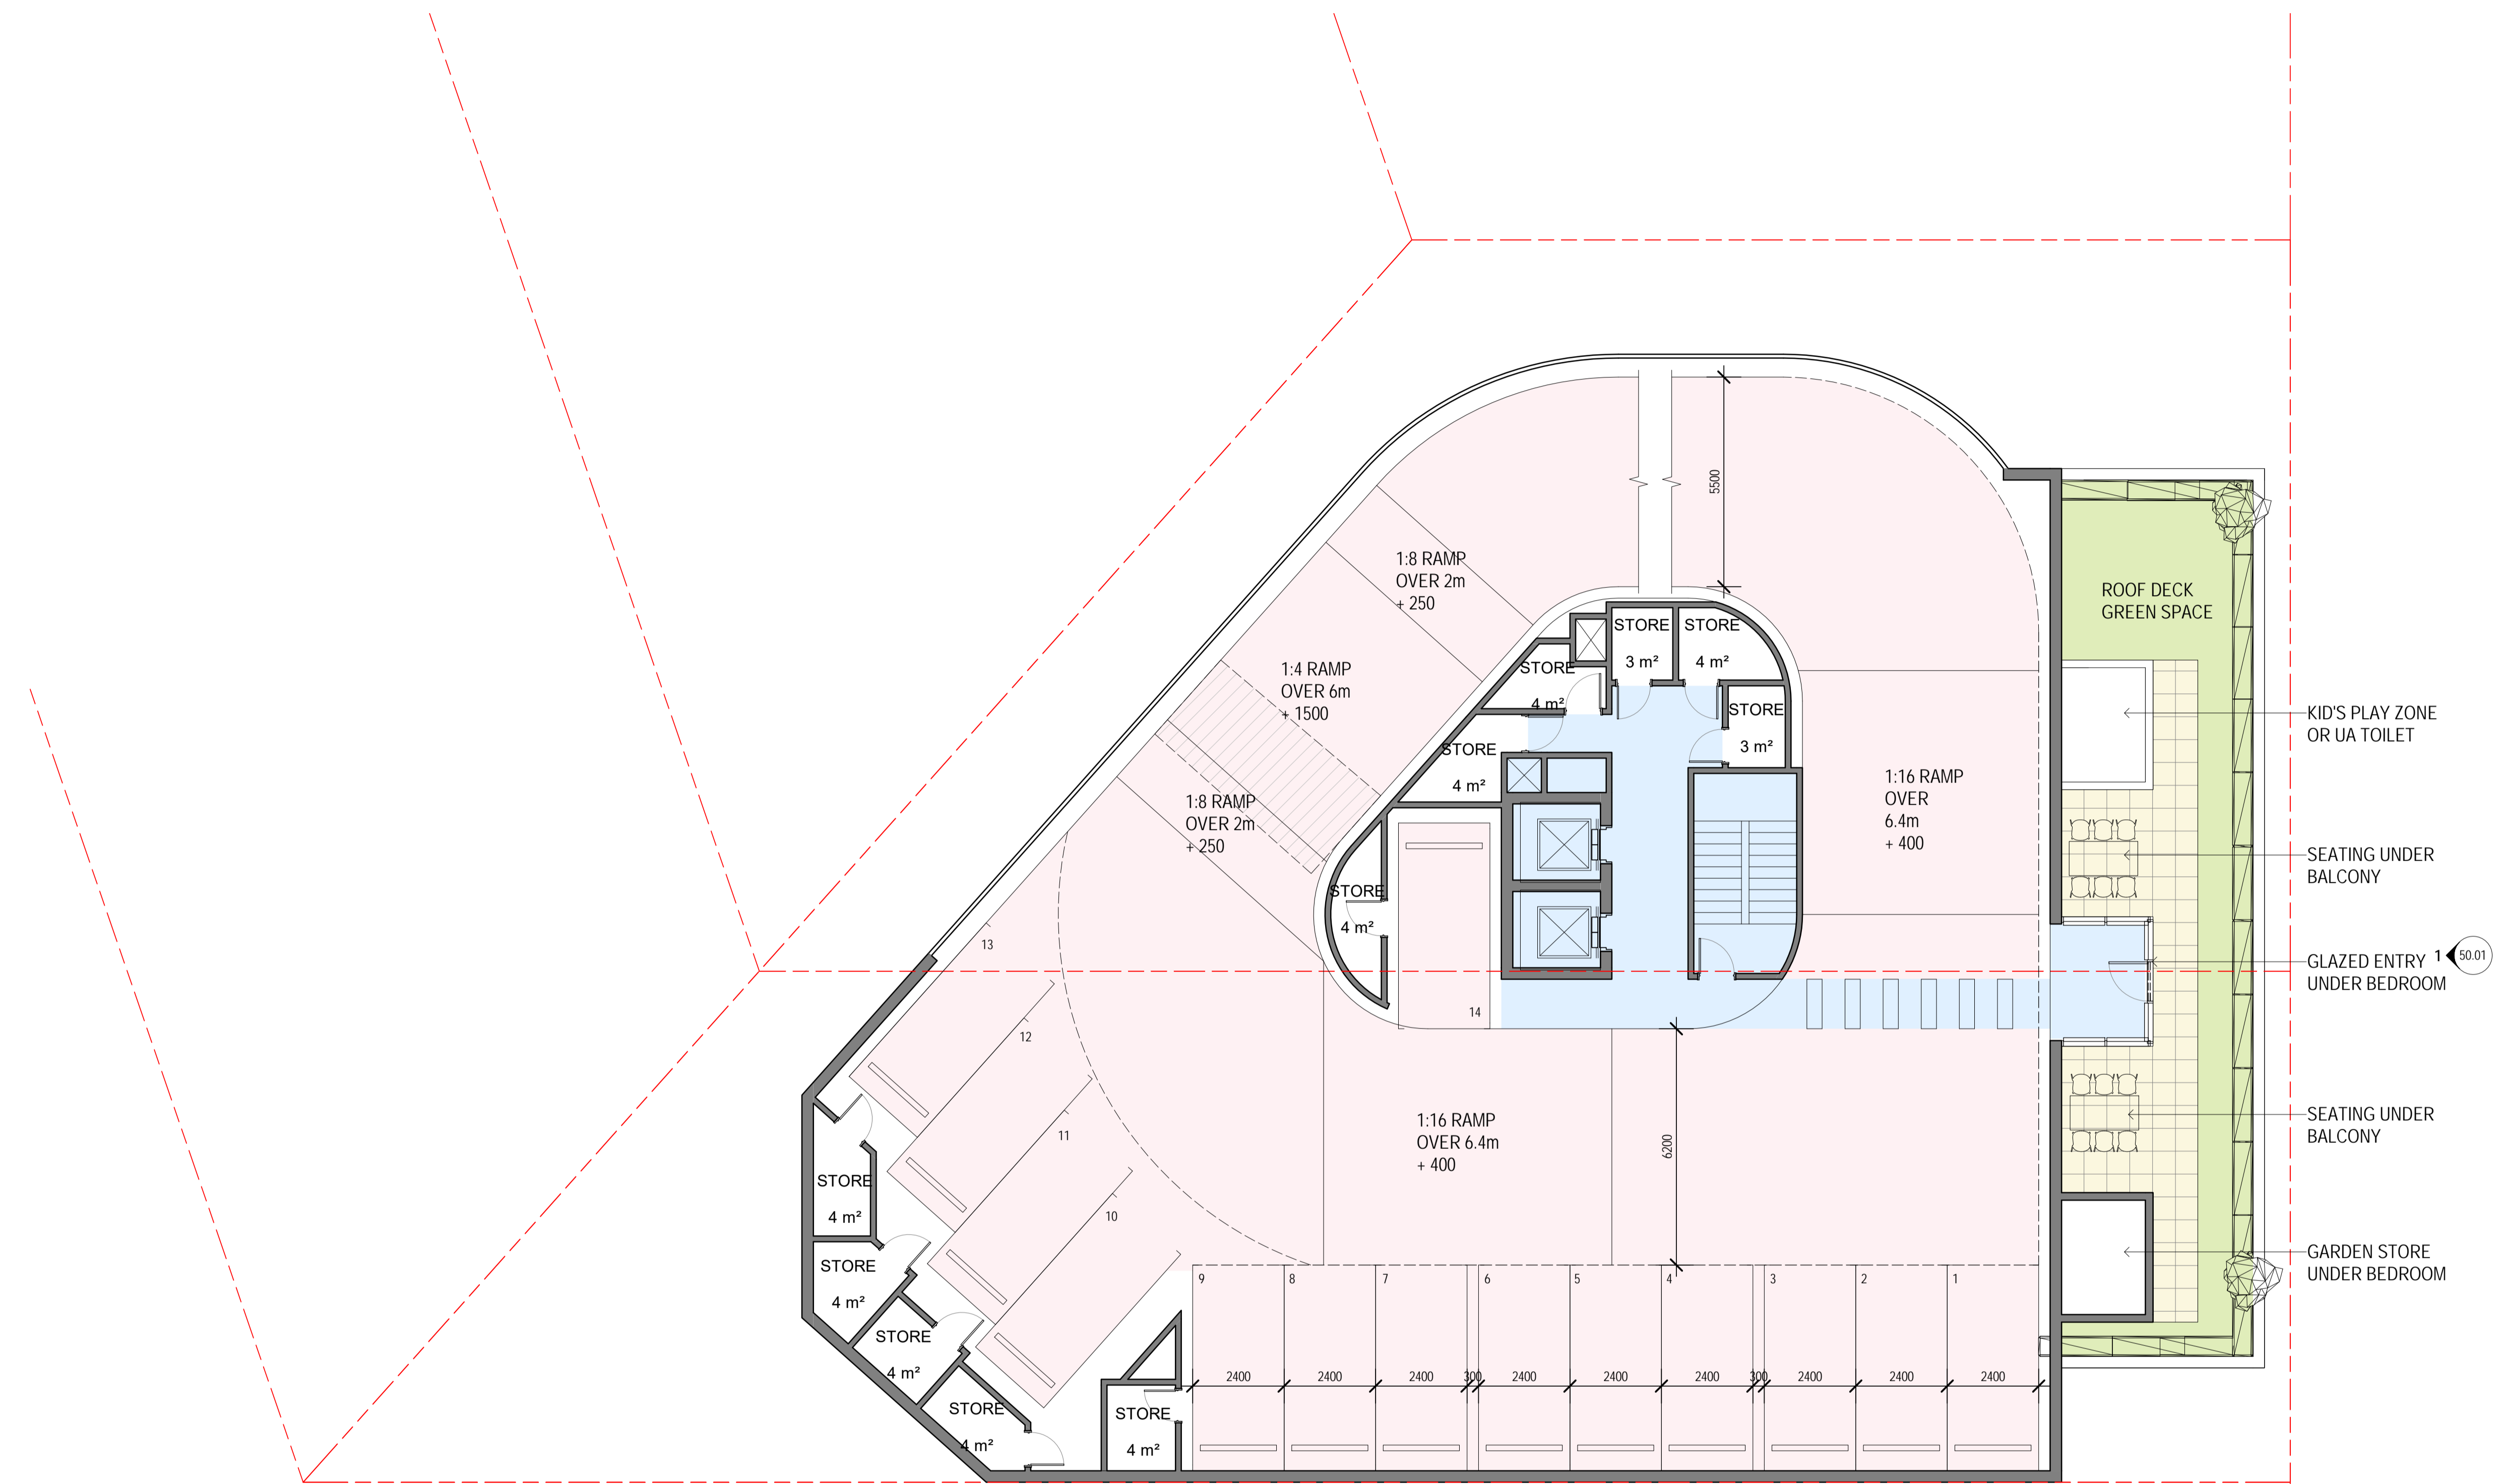 5500
1:8 RAMP
OVER 2m
+ 250
ROOF DECK
GREEN SPACE
STORE
3 m²
STORE
4 m²
STORE
4 m²
1:4 RAMP
OVER 6m
+ 1500
STORE
3 m²
KID'S PLAY ZONE
OR UA TOILET
STORE
4 m²
1:16 RAMP
OVER
6.4m
+ 400
1:8 RAMP
OVER 2m
+ 250
SEATING UNDER
BALCONY
STORE
4 m²
13
GLAZED ENTRY
UNDER BEDROOM
1
50.01
14
12
SEATING UNDER
BALCONY
11
1:16 RAMP
OVER 6.4m
+ 400
6200
STORE
4 m²
10
GARDEN STORE
UNDER BEDROOM
STORE
4 m²
9 8 7 6 5 4 3 2 1
STORE
4 m²
2400 2400 2400 300 2400 2400 2400 300 2400 2400 2400
STORE
4 m²
STORE
4 m²